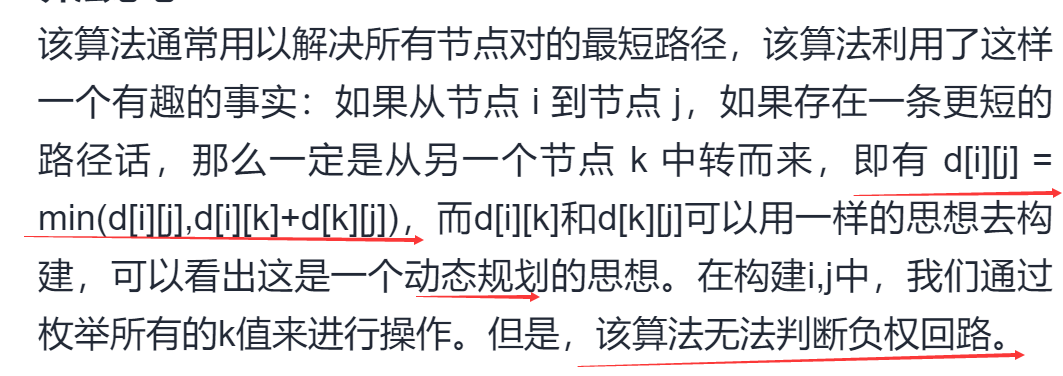 该算法通常用以解决所有节点对的最短路径，该算法利用了这样
一个有趣的事实：如果从节点 i 到节点 j，如果存在一条更短的
路径话，那么一定是从另一个节点 k 中转而来，即有 d[i][j] =
min(d[i][j],d[i][k]+d[k][j])，而d[i][k]和d[k][j]可以用一样的思想去构
建，可以看出这是一个动态规划的思想。在构建i,j中，我们通过
枚举所有的k值来进行操作。但是，该算法无法判断负权回路。